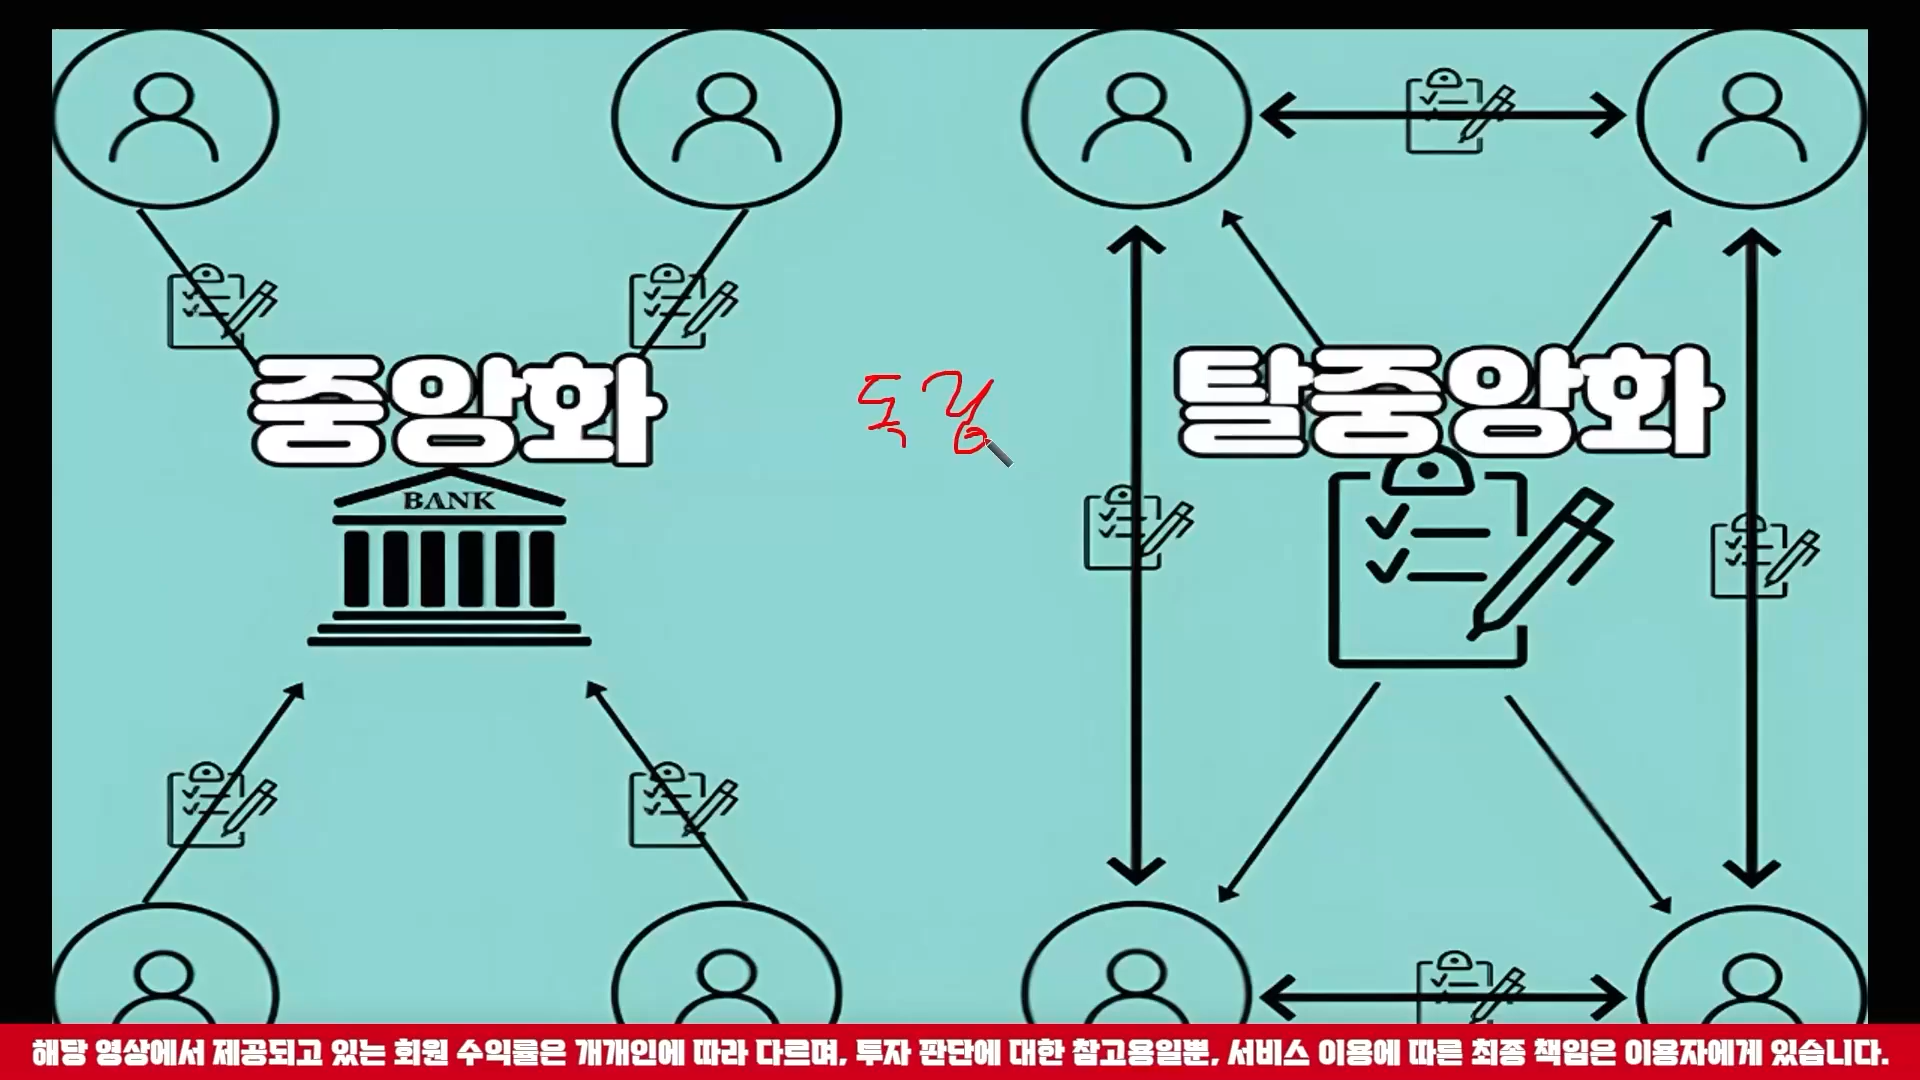 중앙화
독립
탈중앙화
BANK
해당 영상에서 제공되고 있는 회원 수익률은 개개인에 따라 다르며, 투자 판단에 대한 참고용일뿐, 서비스 이용에 따른 최종 책임은 이용자에게 있습니다.